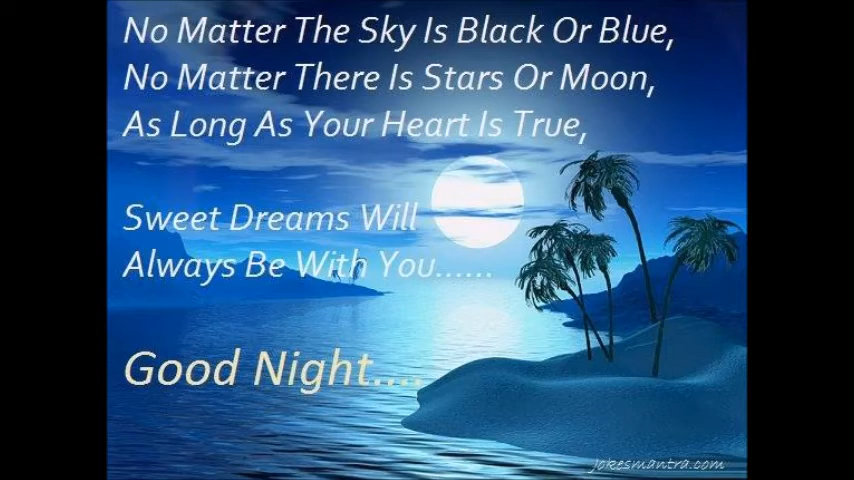 No Matter The Sky Is Black Or Blue,
No Matter There Is Stars Or Moon,
As Long As Your Heart Is True,
Sweet Dreams Will
Always Be With You......
Good Night....
jokesmantra.com